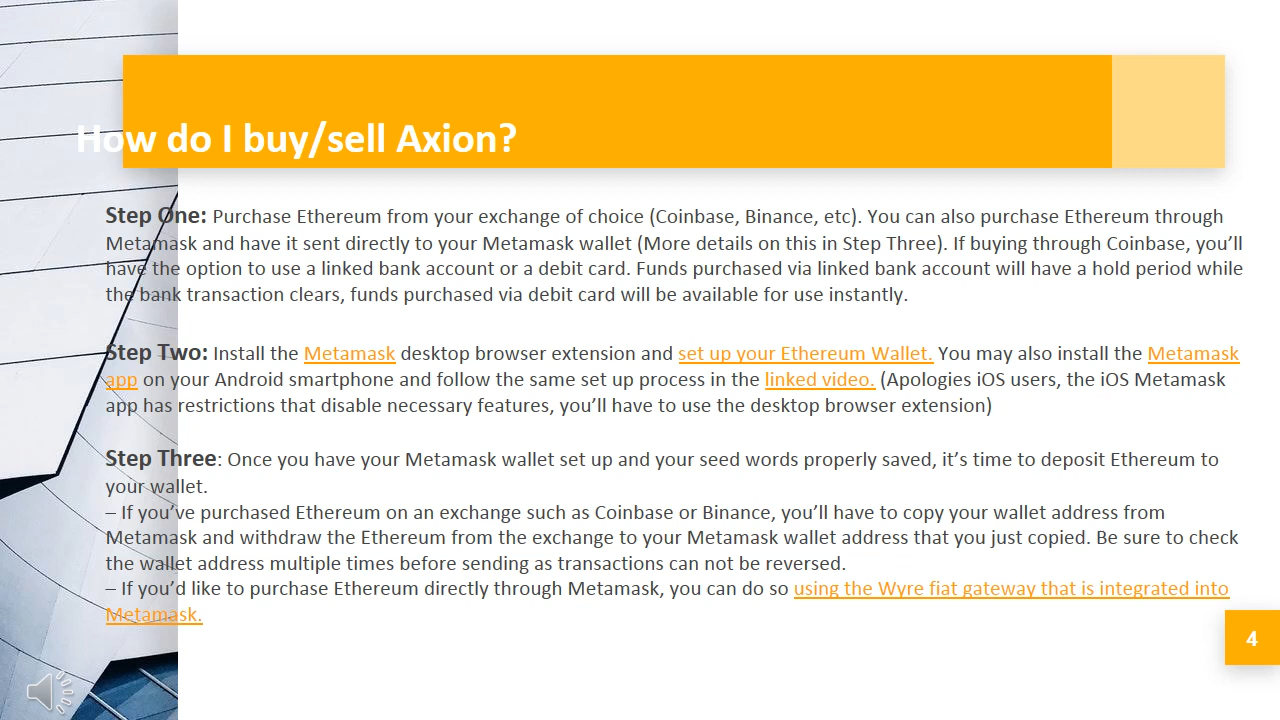 How do I buy/sell Axion?
Step One: Purchase Ethereum from your exchange of choice (Coinbase, Binance, etc). You can also purchase Ethereum through
Metamask and have it sent directly to your Metamask wallet (More details on this in Step Three). If buying through Coinbase, you’ll
have the option to use a linked bank account or a debit card. Funds purchased via linked bank account will have a hold period while
the bank transaction clears, funds purchased via debit card will be available for use instantly.
Step Two: Install the Metamask desktop browser extension and set up your Ethereum Wallet. You may also install the Metamask
app on your Android smartphone and follow the same set up process in the linked video. (Apologies iOS users, the iOS Metamask
app has restrictions that disable necessary features, you’ll have to use the desktop browser extension)
Step Three: Once you have your Metamask wallet set up and your seed words properly saved, it’s time to deposit Ethereum to
your wallet.
– If you’ve purchased Ethereum on an exchange such as Coinbase or Binance, you’ll have to copy your wallet address from
Metamask and withdraw the Ethereum from the exchange to your Metamask wallet address that you just copied. Be sure to check
the wallet address multiple times before sending as transactions can not be reversed.
– If you’d like to purchase Ethereum directly through Metamask, you can do so using the Wyre fiat gateway that is integrated into
Metamask.
4